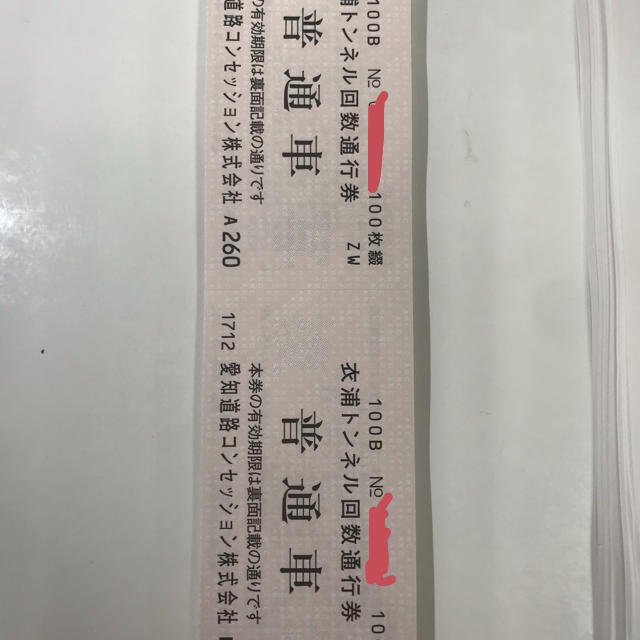 100B № 100枚綴
浦トンネル回数通行券 ZW
普通車
の有効期限は裏面記載の通りです
道路コンセッション株式会社 A260
100B № 10
衣浦トンネル回数通行券
普通車
本券の有効期限は裏面記載の通りです
1712 愛知道路コンセッション株式会社